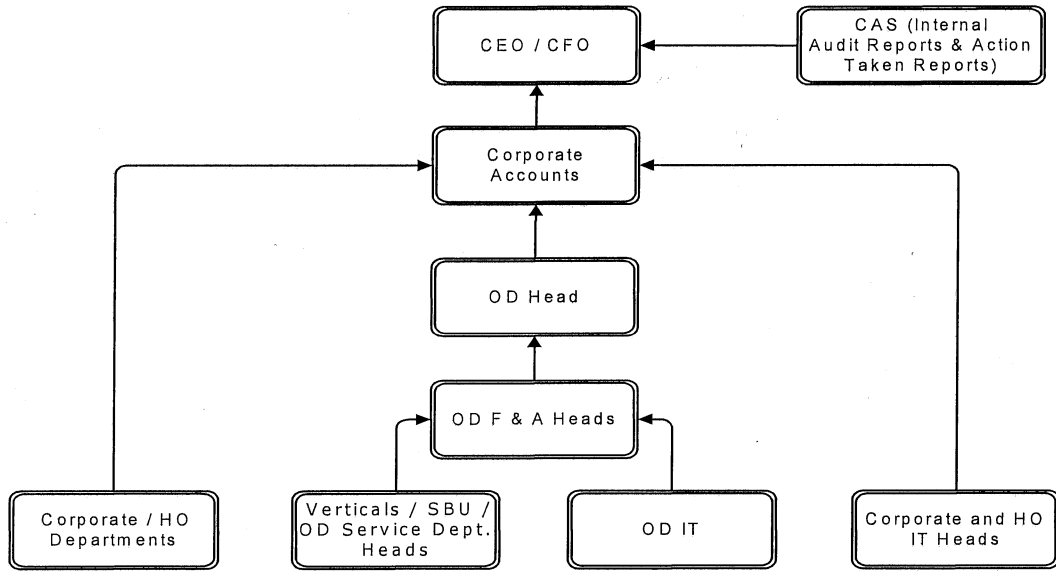 CEO / CFO
CAS (Internal
Audit Reports & Action
Taken Reports)
Corporate
Accounts
OD Head
OD F & A Heads
Corporate / HO
Departments
Verticals / SBU /
OD Service Dept.
Heads
OD IT
Corporate and HO
IT Heads